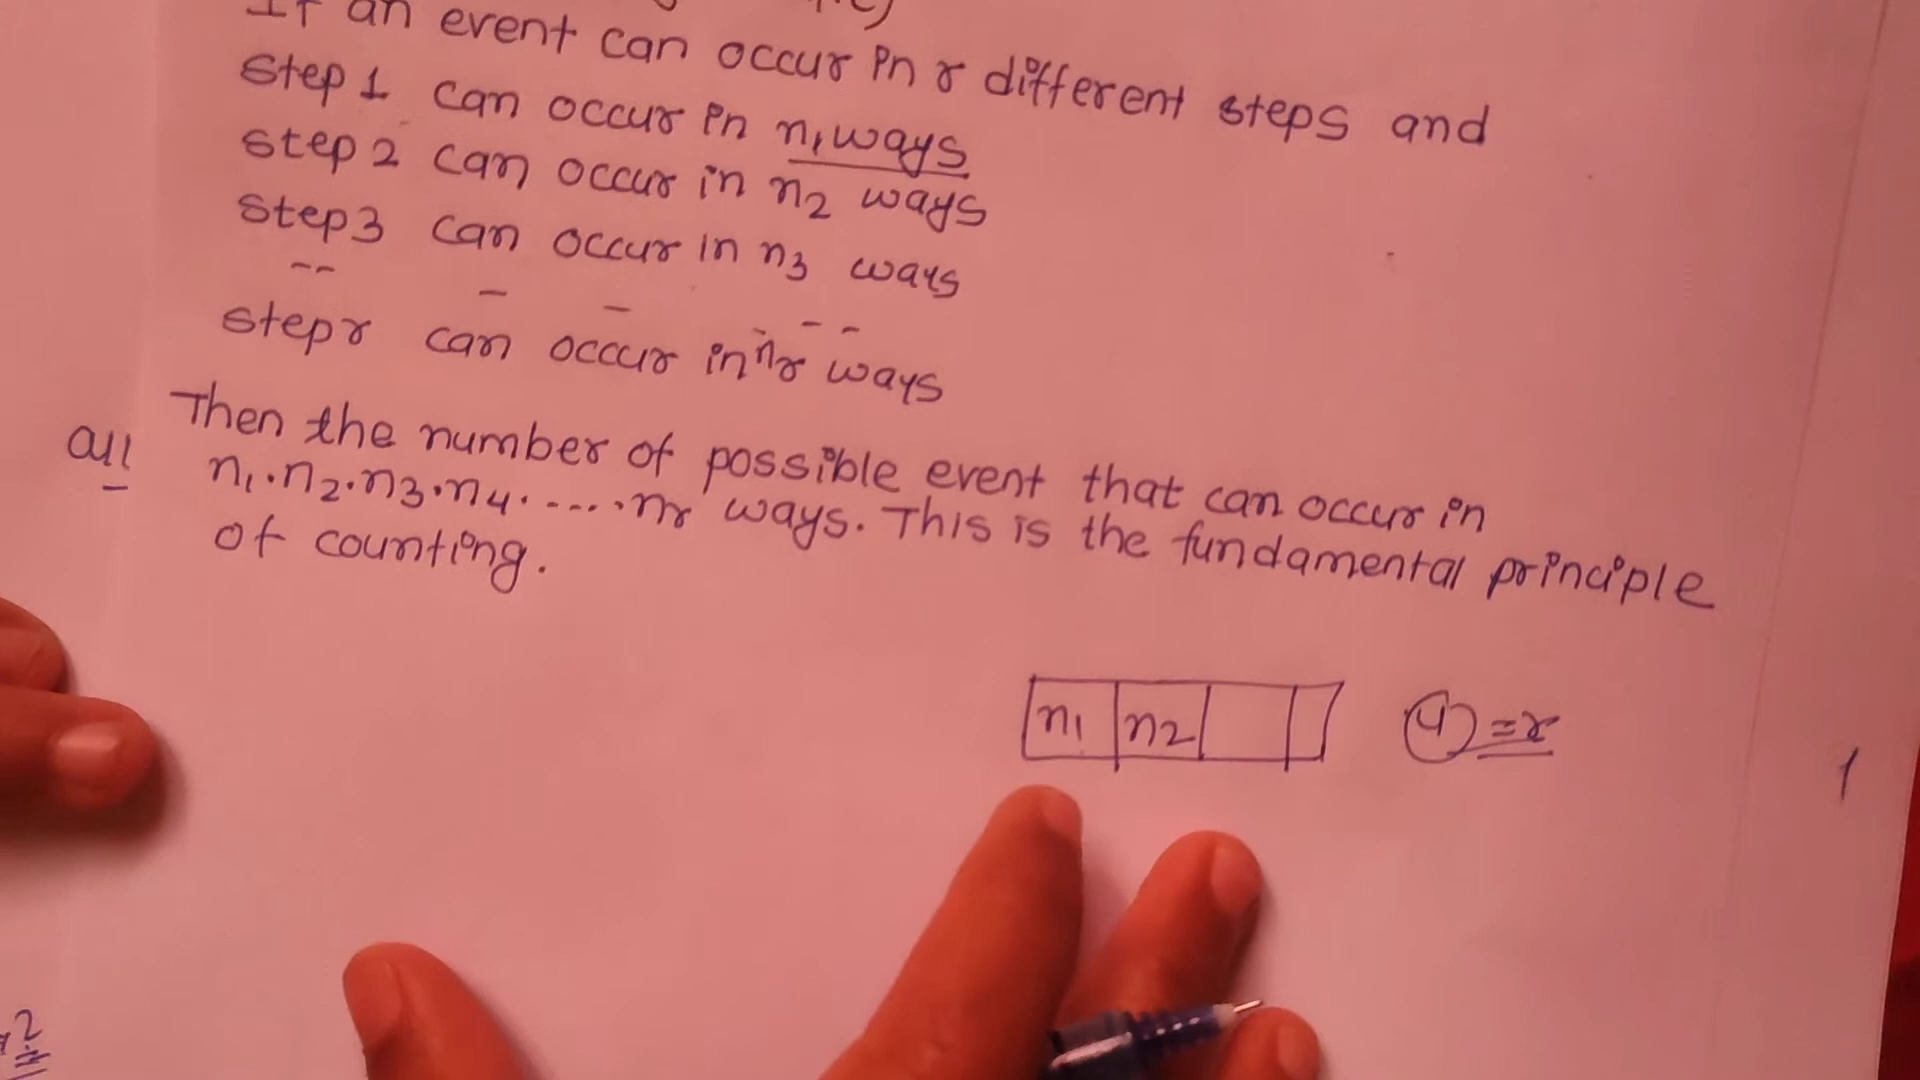 If an event can occur in r different steps and
Step 1 can occur in n₁ ways
Step 2 can occur in n₂ ways
Step 3 can occur in n₃ ways
-- - - - --
Step r can occur in nᵣ ways
Then the number of possible event that can occur in
all n₁.n₂.n₃.n₄. ---- .nᵣ ways. This is the fundamental principle
of counting.
n₁ n₂ 4 = r